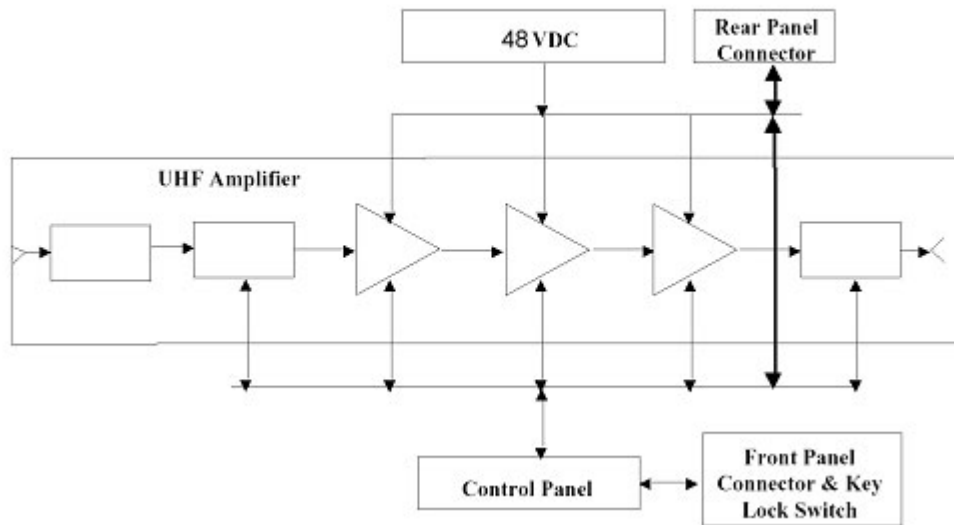 48 VDC
Rear Panel
Connector
UHF Amplifier
Control Panel
Front Panel
Connector & Key
Lock Switch